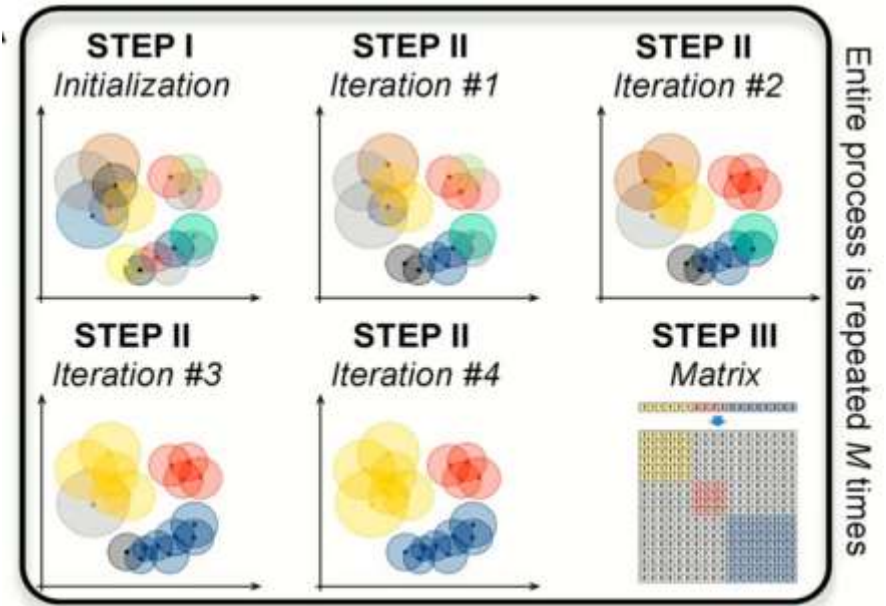 STEP I
Initialization
STEP II
Iteration #1
STEP II
Iteration #2
STEP II
Iteration #3
STEP II
Iteration #4
STEP III
Matrix
Entire process is repeated M times